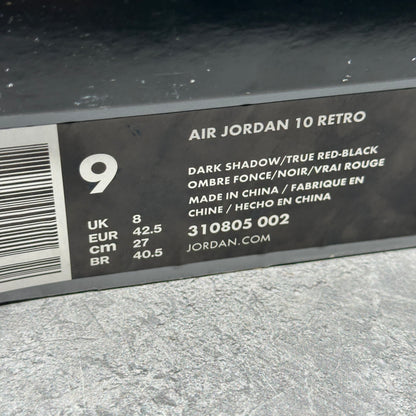 AIR JORDAN 10 RETRO
9
DARK SHADOW/TRUE RED-BLACK
OMBRE FONCE/NOIR/VRAI ROUGE
MADE IN CHINA / FABRIQUE EN
CHINE / HECHO EN CHINA
310805 002
JORDAN.COM
UK 8
EUR 42.5
cm 27
BR 40.5